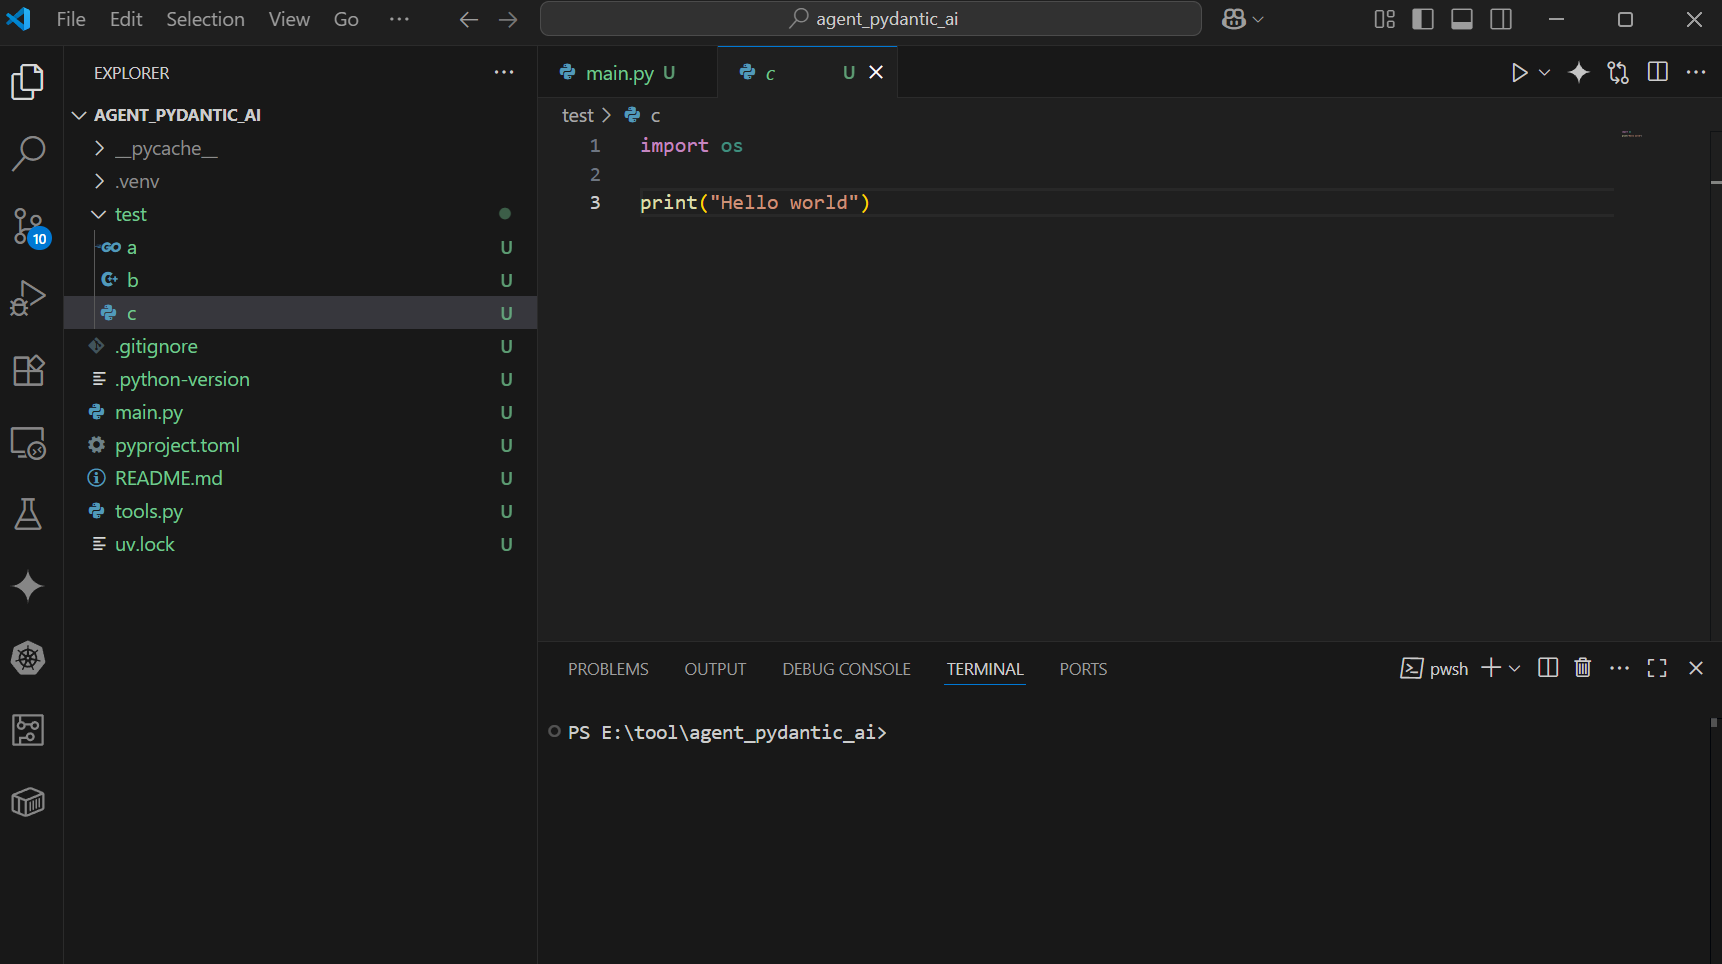 File Edit Selection View Go ··· agent_pydantic_ai
EXPLORER ···
AGENT_PYDANTIC_AI
__pycache__
.venv
test
GO a U
C+ b U
c U
.gitignore U
.python-version U
main.py U
pyproject.toml U
README.md U
tools.py U
uv.lock U
10
main.py U
c U
test > c
1 import os
2
3 print("Hello world")
PROBLEMS OUTPUT DEBUG CONSOLE TERMINAL PORTS
pwsh
PS E:\tool\agent_pydantic_ai>